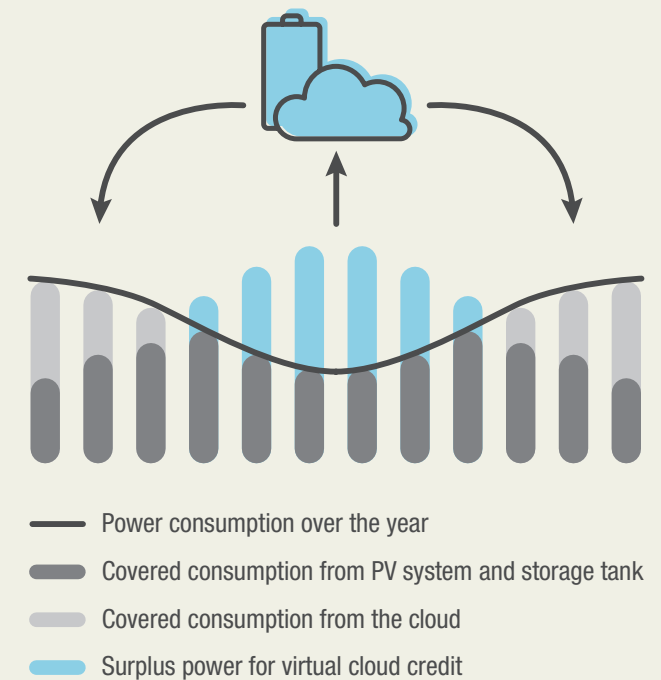 Power consumption over the year
Covered consumption from PV system and storage tank
Covered consumption from the cloud
Surplus power for virtual cloud credit